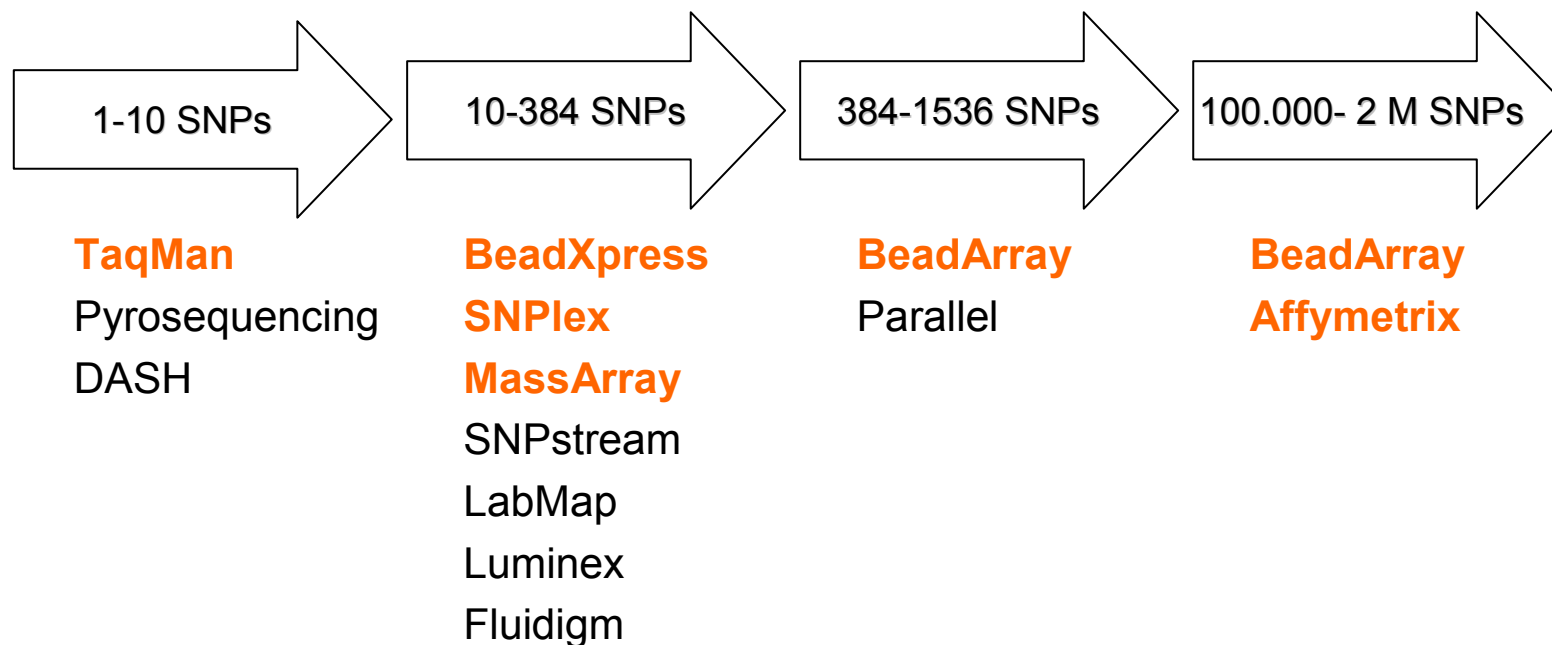 1-10 SNPs
10-384 SNPs
384-1536 SNPs
100.000- 2 M SNPs
TaqMan
Pyrosequencing
DASH
BeadXpress
SNPlex
MassArray
SNPstream
LabMap
Luminex
Fluidigm
BeadArray
Parallel
BeadArray
Affymetrix